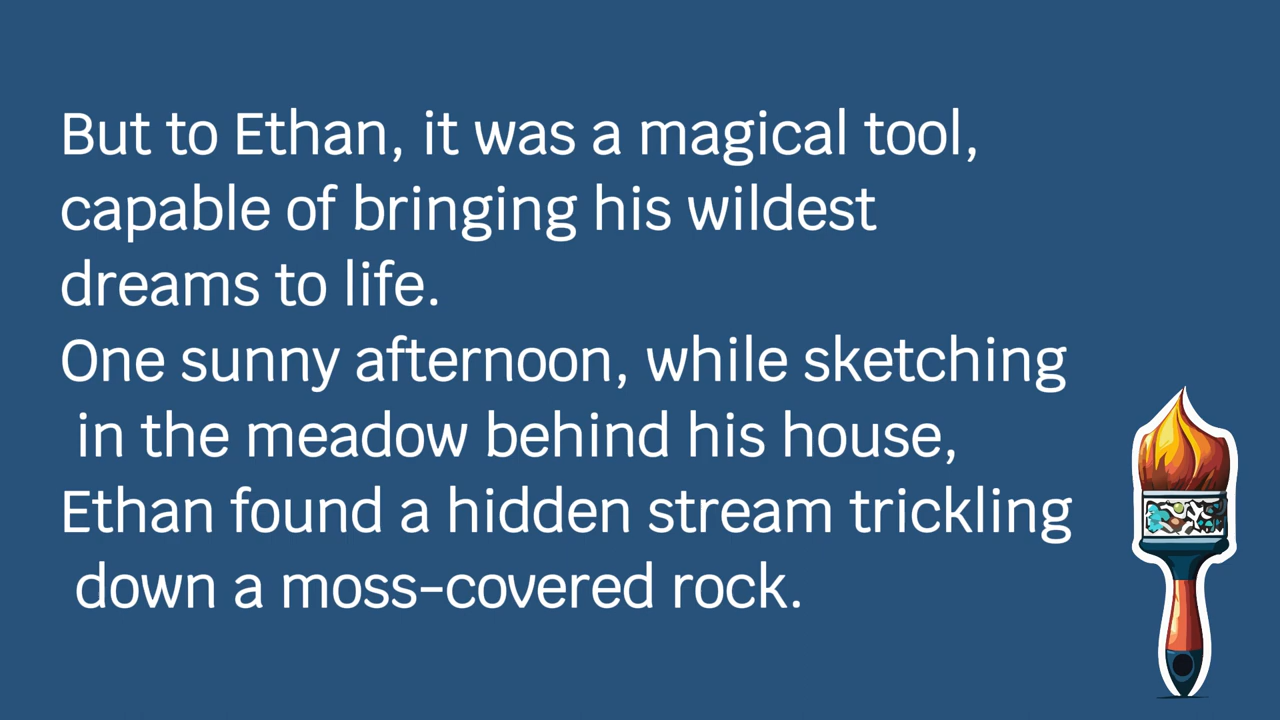 But to Ethan, it was a magical tool,
capable of bringing his wildest
dreams to life.
One sunny afternoon, while sketching
in the meadow behind his house,
Ethan found a hidden stream trickling
down a moss-covered rock.